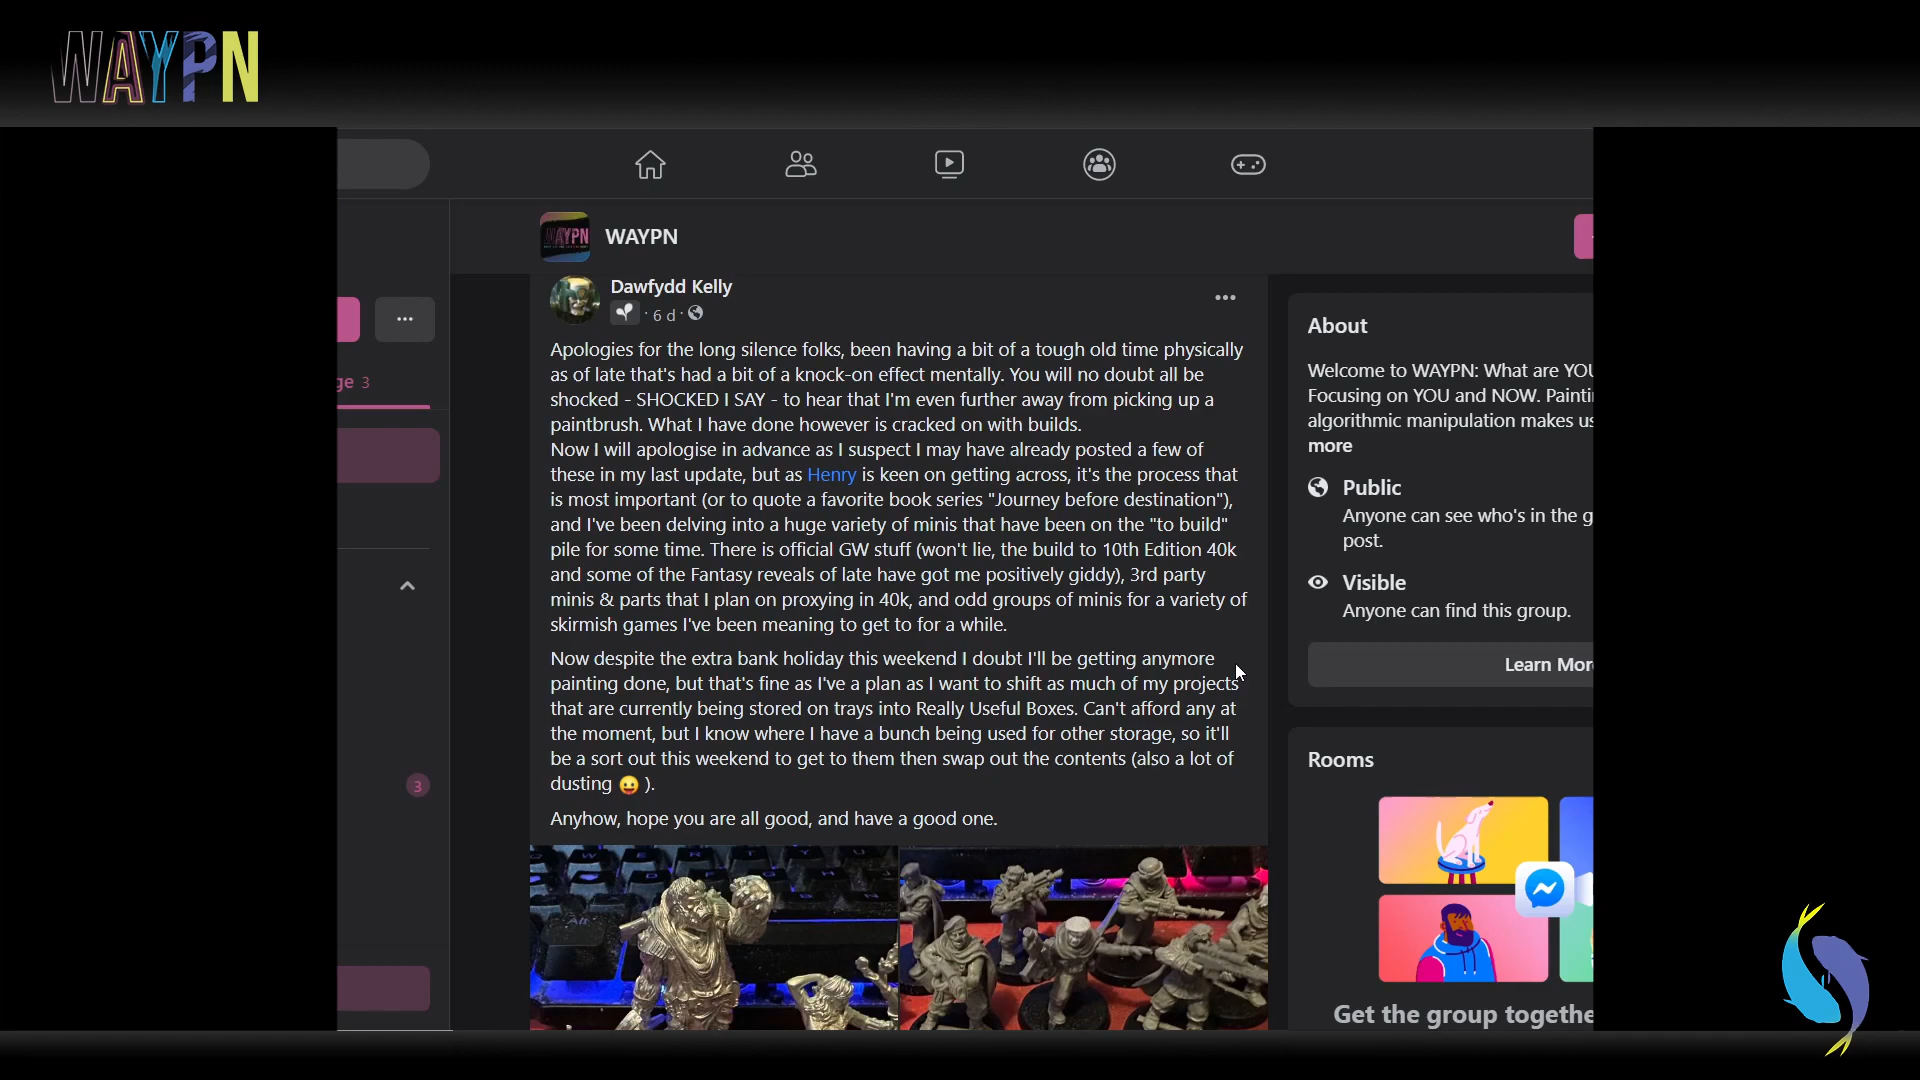 WAYPN
WAYPN
WAYPN
Dawfydd Kelly
· 6 d ·
Apologies for the long silence folks, been having a bit of a tough old time physically
as of late that's had a bit of a knock-on effect mentally. You will no doubt all be
shocked - SHOCKED I SAY - to hear that I'm even further away from picking up a
paintbrush. What I have done however is cracked on with builds.
Now I will apologise in advance as I suspect I may have already posted a few of
these in my last update, but as Henry is keen on getting across, it's the process that
is most important (or to quote a favorite book series "Journey before destination"),
and I've been delving into a huge variety of minis that have been on the "to build"
pile for some time. There is official GW stuff (won't lie, the build to 10th Edition 40k
and some of the Fantasy reveals of late have got me positively giddy), 3rd party
minis & parts that I plan on proxying in 40k, and odd groups of minis for a variety of
skirmish games I've been meaning to get to for a while.
Now despite the extra bank holiday this weekend I doubt I'll be getting anymore
painting done, but that's fine as I've a plan as I want to shift as much of my projects
that are currently being stored on trays into Really Useful Boxes. Can't afford any at
the moment, but I know where I have a bunch being used for other storage, so it'll
be a sort out this weekend to get to them then swap out the contents (also a lot of
dusting 😛 ).
Anyhow, hope you are all good, and have a good one.
Alt
ge 3
3
About
Welcome to WAYPN: What are YOU
Focusing on YOU and NOW. Painti
algorithmic manipulation makes us
more
Public
Anyone can see who's in the g
post.
Visible
Anyone can find this group.
Learn More
Rooms
Get the group togethe